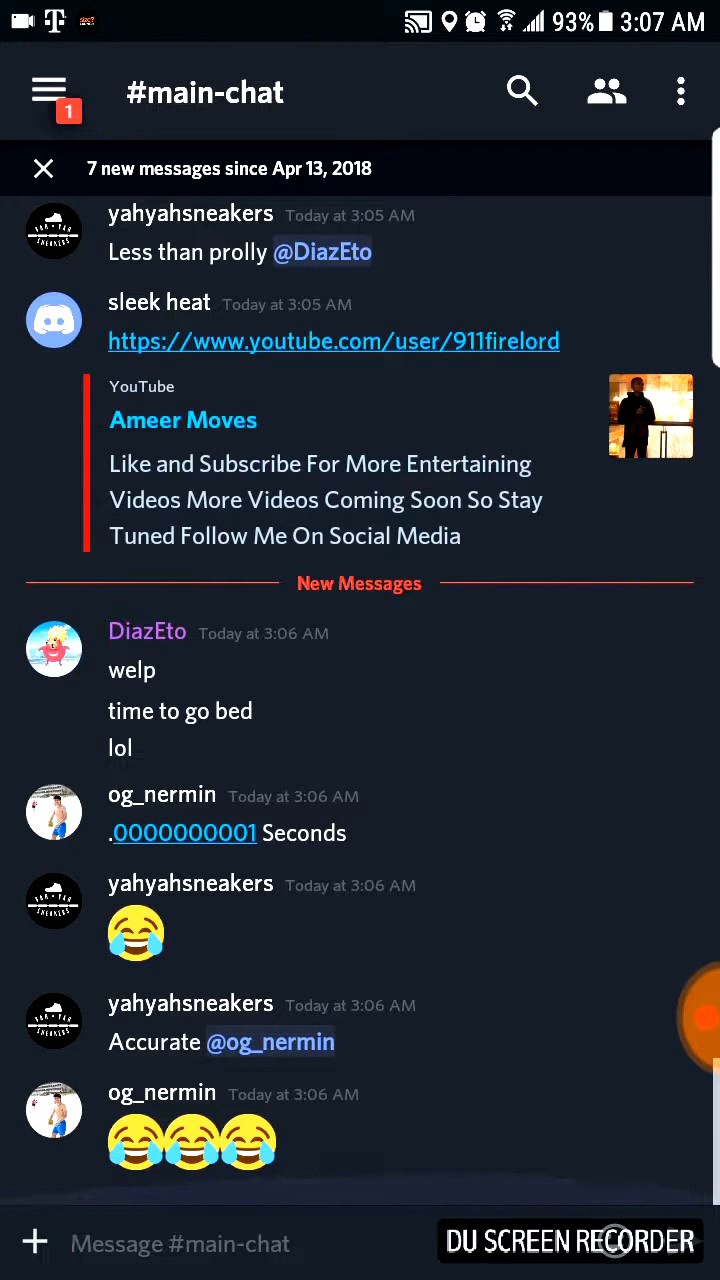 93% 3:07 AM
1
#main-chat
7 new messages since Apr 13, 2018
yahyahsneakers Today at 3:05 AM
Less than prolly @DiazEto
sleek heat Today at 3:05 AM
https://www.youtube.com/user/911firelord
YouTube
Ameer Moves
Like and Subscribe For More Entertaining
Videos More Videos Coming Soon So Stay
Tuned Follow Me On Social Media
New Messages
DiazEto Today at 3:06 AM
welp
time to go bed
lol
og_nermin Today at 3:06 AM
.0000000001 Seconds
yahyahsneakers Today at 3:06 AM
😂
yahyahsneakers Today at 3:06 AM
Accurate @og_nermin
og_nermin Today at 3:06 AM
😂😂😂
Message #main-chat
DU SCREEN RECORDER